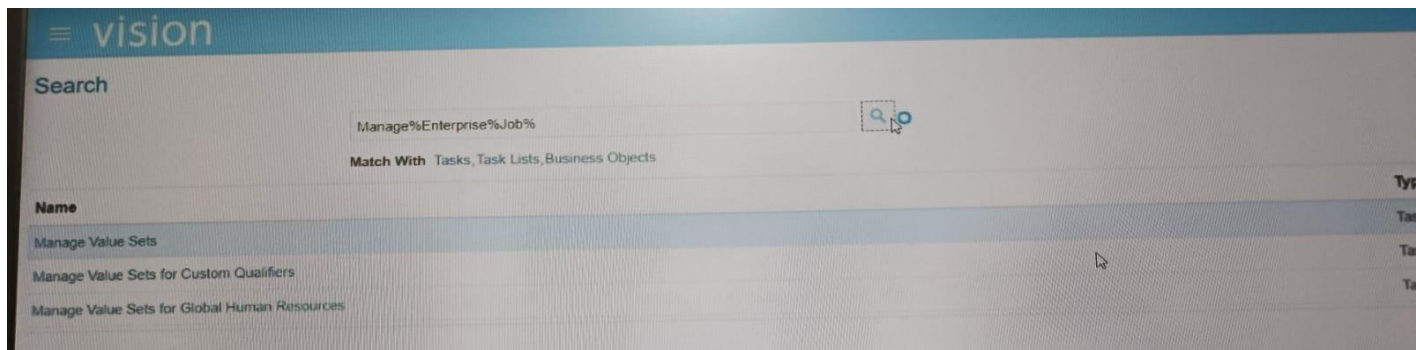 vision
Search
Manage%Enterprise%Job%
Match With Tasks, Task Lists, Business Objects
Name
Manage Value Sets
Manage Value Sets for Custom Qualifiers
Manage Value Sets for Global Human Resources